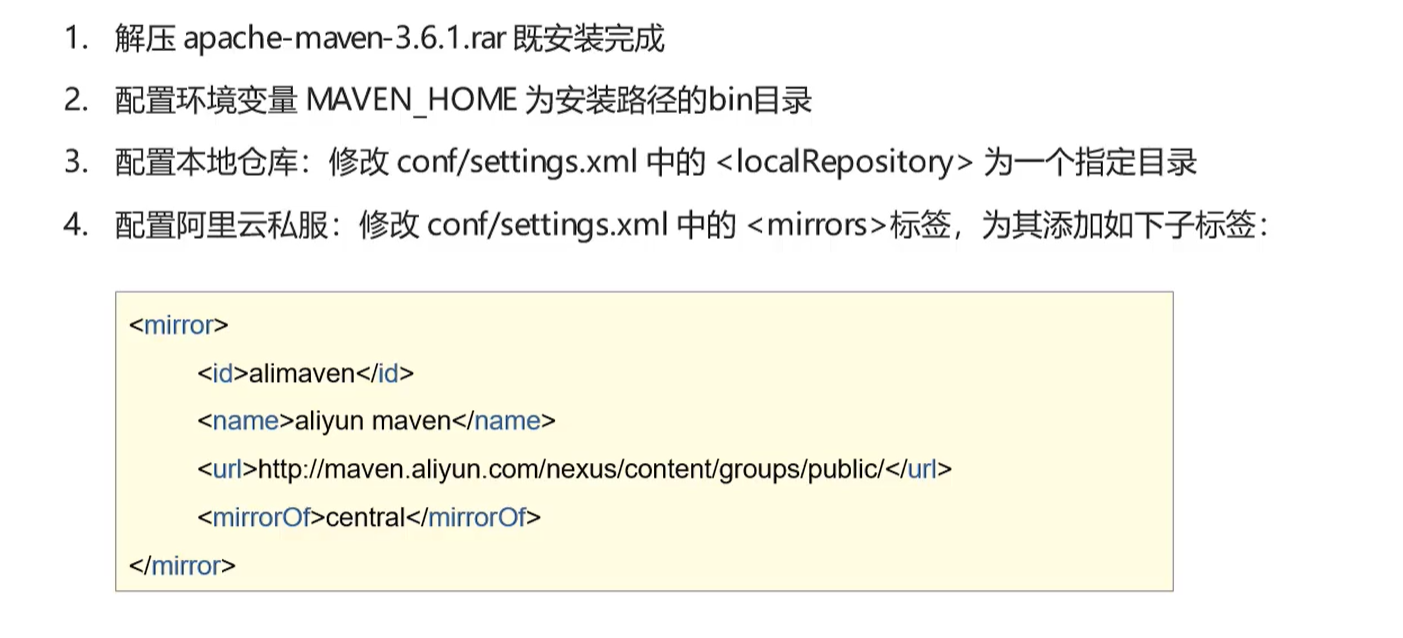 1. 解压 apache-maven-3.6.1.rar 既安装完成
2. 配置环境变量 MAVEN_HOME 为安装路径的bin目录
3. 配置本地仓库：修改 conf/settings.xml 中的 <localRepository> 为一个指定目录
4. 配置阿里云私服：修改 conf/settings.xml 中的 <mirrors>标签，为其添加如下子标签：
<mirror>
<id>alimaven</id>
<name>aliyun maven</name>
<url>http://maven.aliyun.com/nexus/content/groups/public/</url>
<mirrorOf>central</mirrorOf>
</mirror>